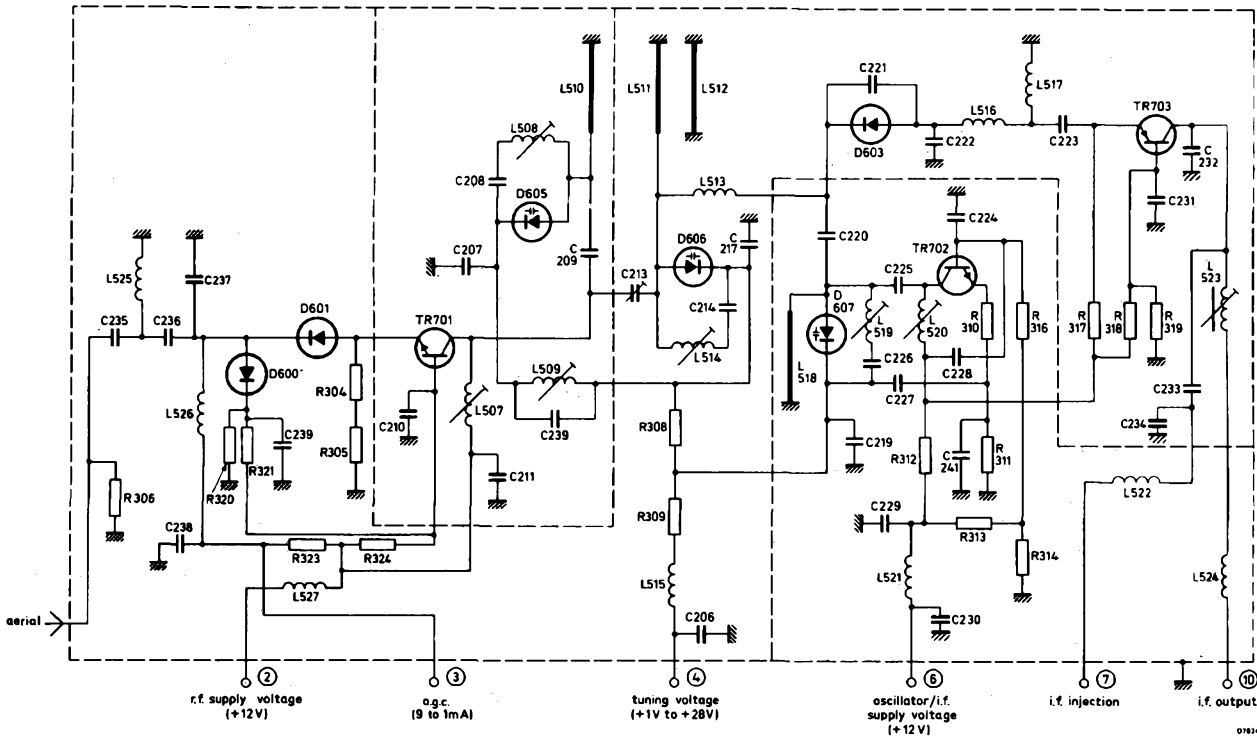 L510
L511
L512
C221
L517
L508
C208
D605
D603
L516
C222
C223
TR703
C
232
L513
C231
C224
C220
TR702
L525
C237
C207
C
209
D606
C
217
C213
C214
L514
C225
D
607
L
519
L
520
R
310
R
316
R
317
R
318
R
319
L
523
C235
C236
D601
TR701
D600
R304
L526
C239
R320
R321
R305
C210
L507
L509
C239
C211
R308
L
518
C226
C228
C227
C219
R312
C
241
R
311
C233
C234
L522
R306
C238
R323
R324
L527
R309
L515
C206
C229
R313
R314
L521
C230
L524
aerial
2
3
4
6
7
10
r.f. supply voltage
(+12V)
a.g.c.
(9 to 1mA)
tuning voltage
(+1V to +28V)
oscillator/i.f.
supply voltage
(+12V)
i.f. injection
i.f. output